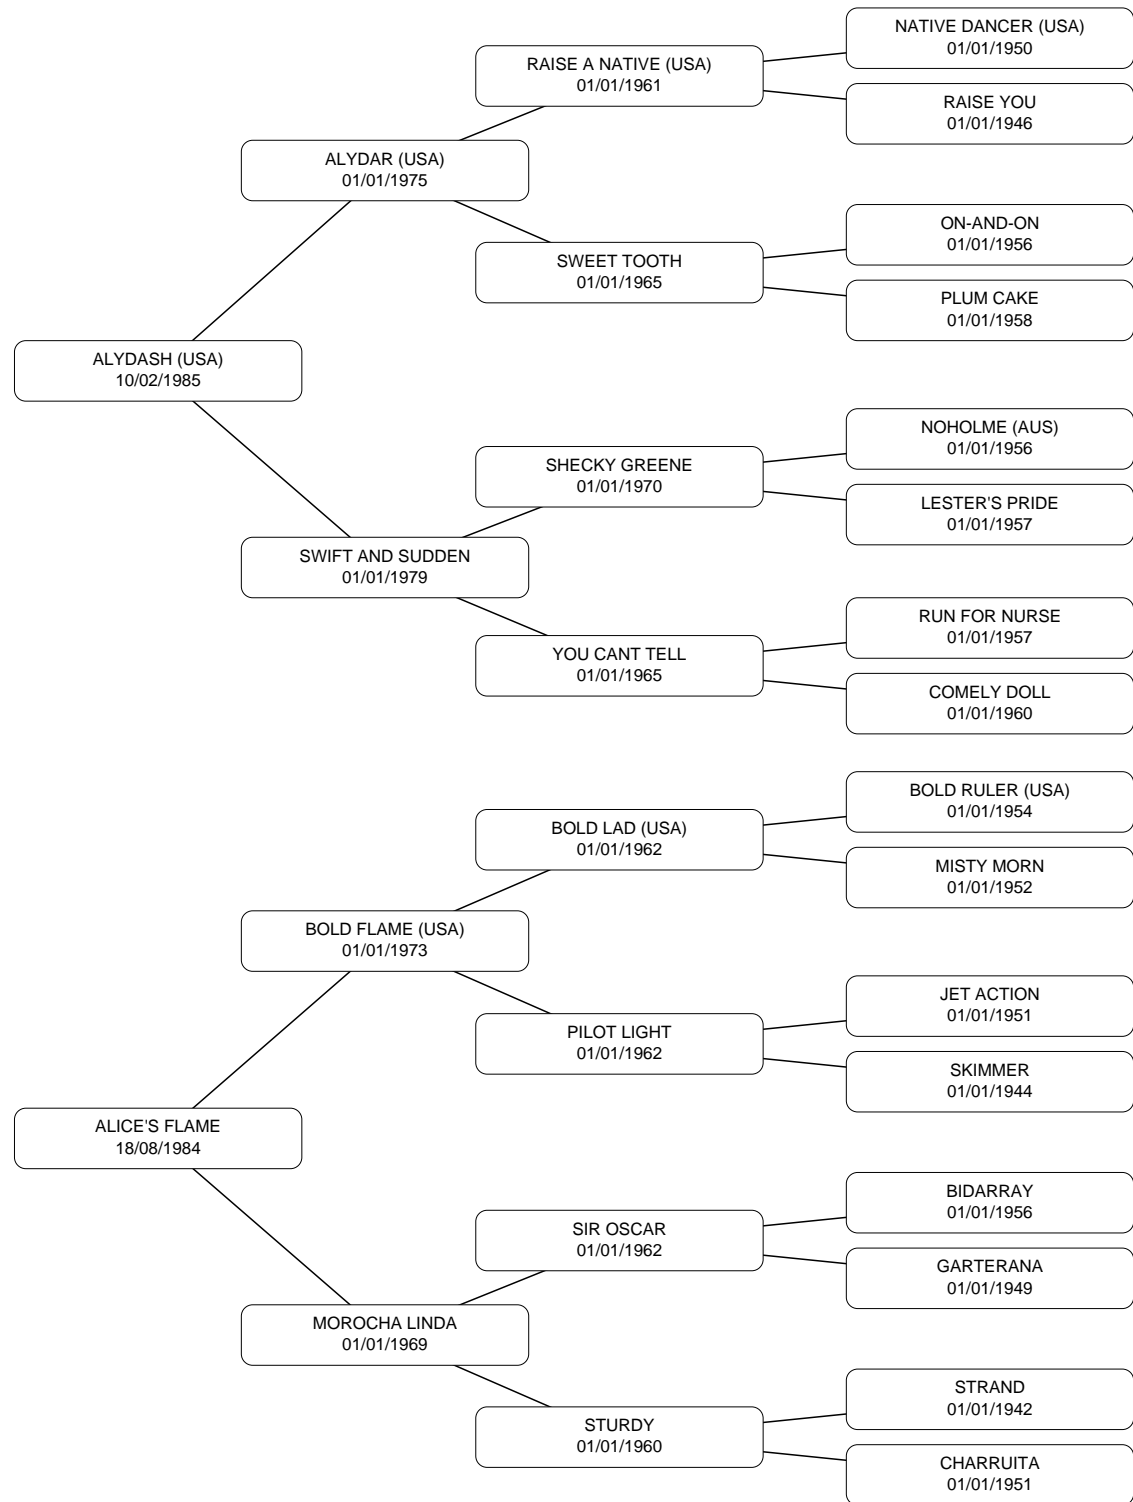 NATIVE DANCER (USA)
01/01/1950
RAISE A NATIVE (USA)
01/01/1961
RAISE YOU
01/01/1946
ALYDAR (USA)
01/01/1975
ON-AND-ON
01/01/1956
SWEET TOOTH
01/01/1965
PLUM CAKE
01/01/1958
ALYDASH (USA)
10/02/1985
NOHOLME (AUS)
01/01/1956
SHECKY GREENE
01/01/1970
LESTER'S PRIDE
01/01/1957
SWIFT AND SUDDEN
01/01/1979
RUN FOR NURSE
01/01/1957
YOU CANT TELL
01/01/1965
COMELY DOLL
01/01/1960
BOLD RULER (USA)
01/01/1954
BOLD LAD (USA)
01/01/1962
MISTY MORN
01/01/1952
BOLD FLAME (USA)
01/01/1973
JET ACTION
01/01/1951
PILOT LIGHT
01/01/1962
SKIMMER
01/01/1944
ALICE'S FLAME
18/08/1984
BIDARRAY
01/01/1956
SIR OSCAR
01/01/1962
GARTERANA
01/01/1949
MOROCHA LINDA
01/01/1969
STRAND
01/01/1942
STURDY
01/01/1960
CHARRUITA
01/01/1951